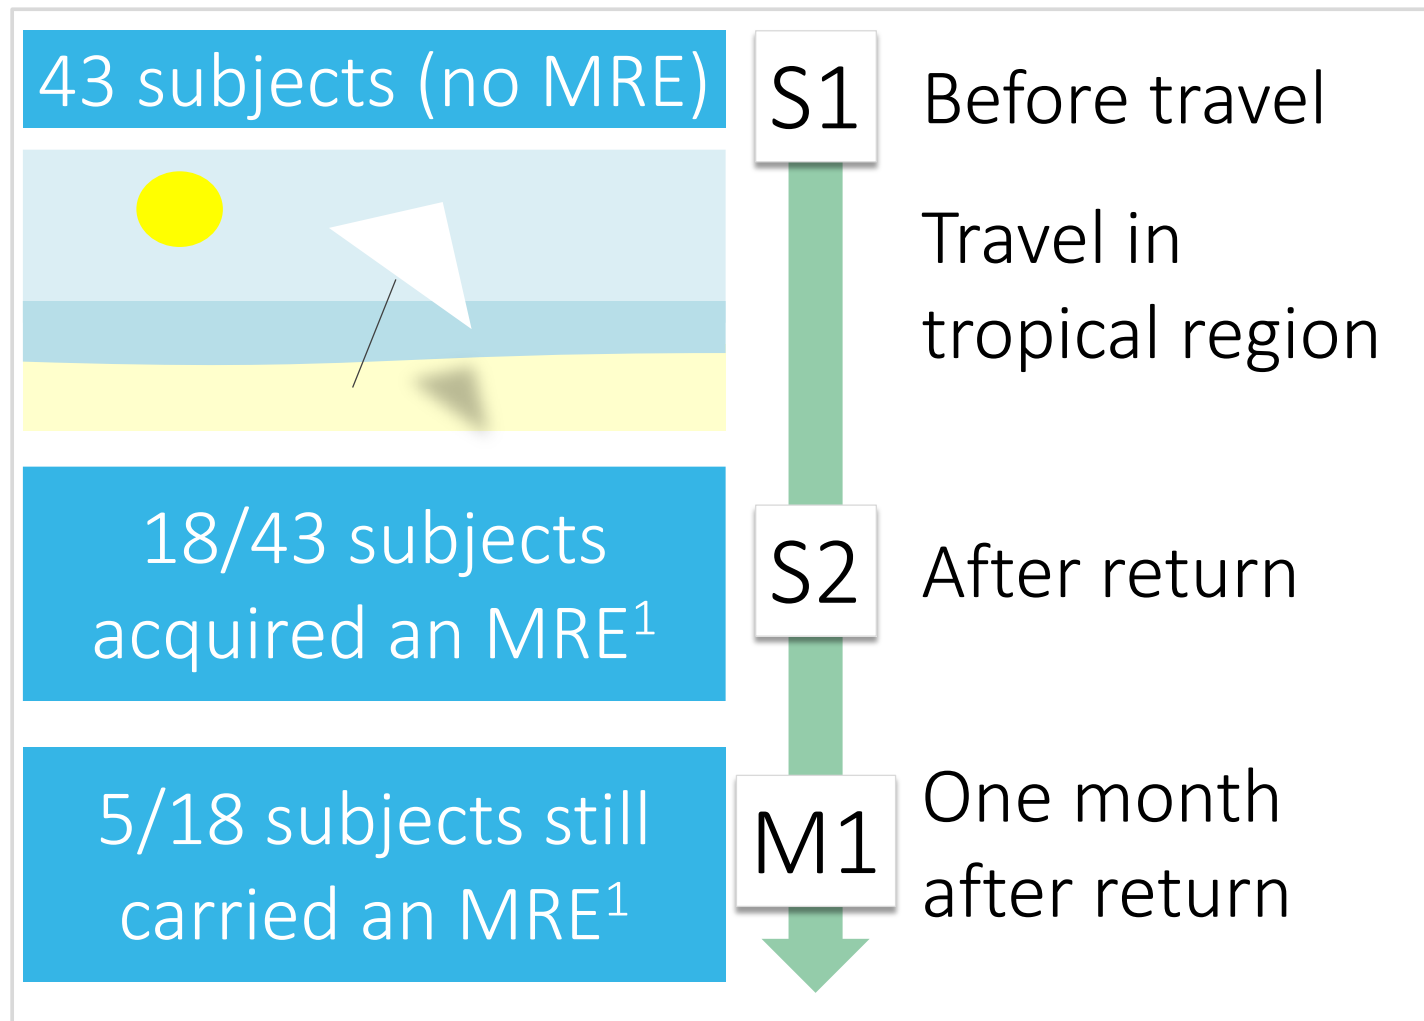 43 subjects (no MRE)
S1
Before travel
Travel in
tropical region
18/43 subjects
acquired an MRE¹
S2
After return
5/18 subjects still
carried an MRE¹
M1
One month
after return